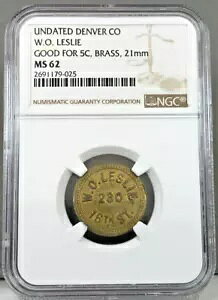 UNDATED DENVER CO
W.O. LESLIE
GOOD FOR 5C, BRASS, 21mm
MS 62
2691179-025
NUMISMATIC GUARANTY CORPORATION
NGC
W.O. LESLIE
230
16TH ST.